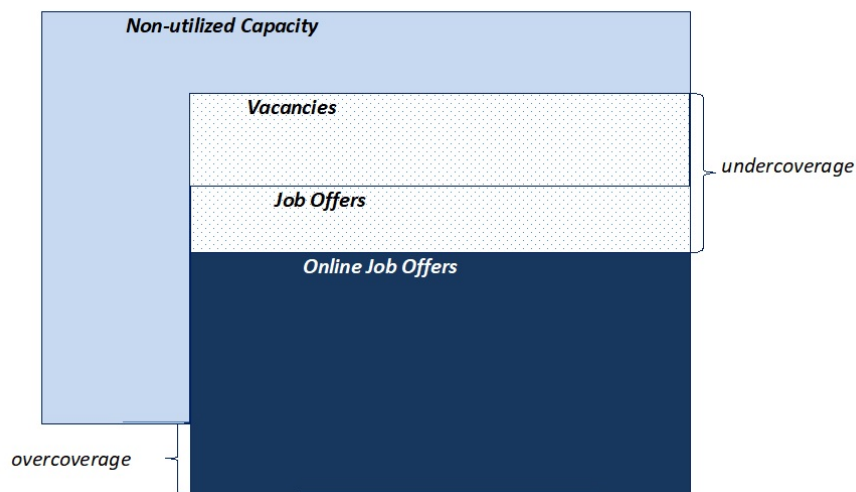 Non-utilized Capacity
Vacancies
undercoverage
Job Offers
Online Job Offers
overcoverage